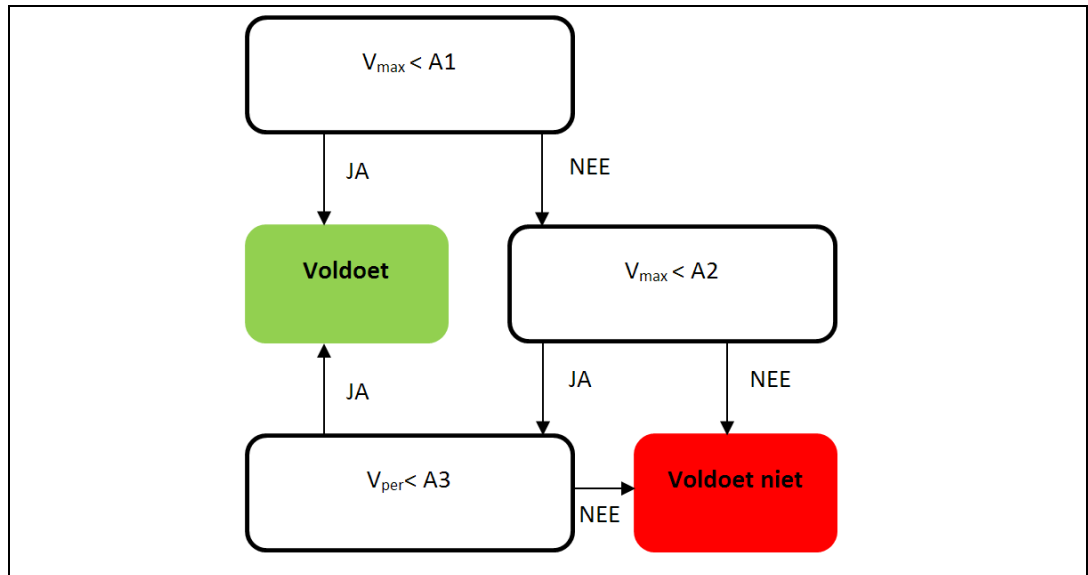 Vmax < A1
JA
NEE
Voldoet
Vmax < A2
JA
JA
NEE
Vper< A3
NEE
Voldoet niet